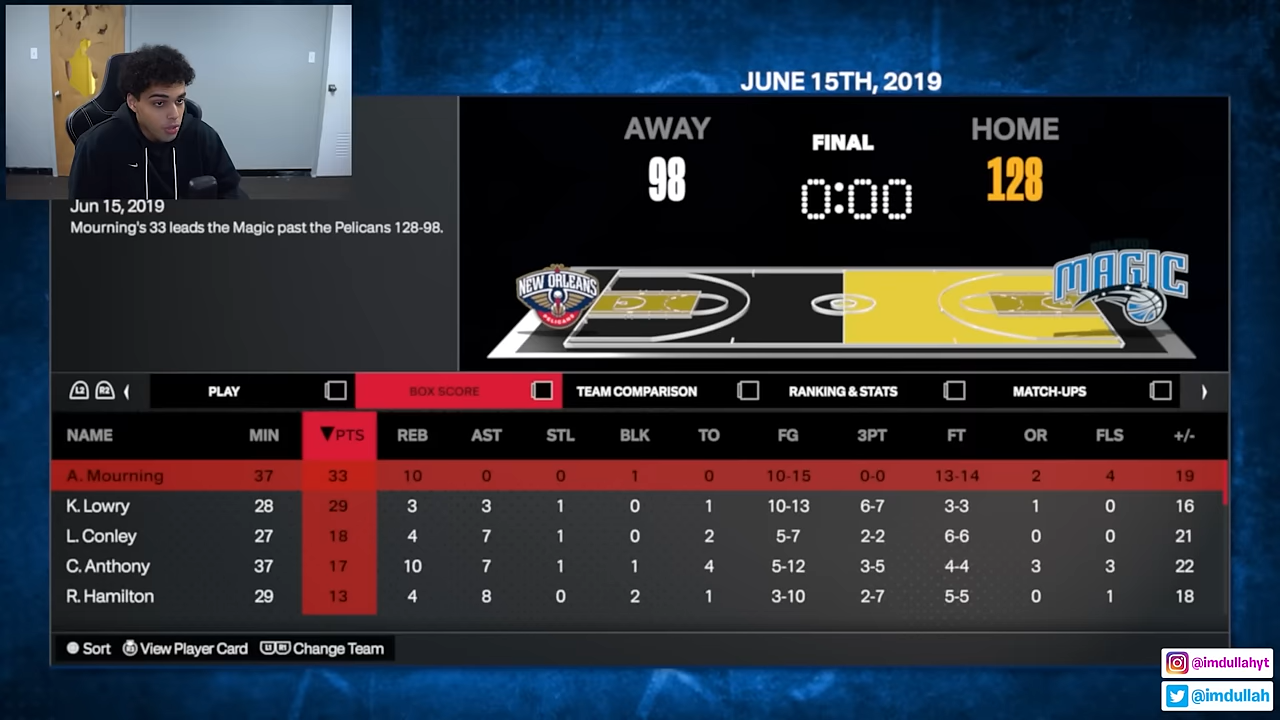 JUNE 15TH, 2019
AWAY
98
FINAL
0:00
HOME
128
Jun 15, 2019
Mourning's 33 leads the Magic past the Pelicans 128-98.
NEW ORLEANS
PELICANS
MAGIC
L2 R2 PLAY BOX SCORE TEAM COMPARISON RANKING & STATS MATCH-UPS
NAME MIN ▼PTS REB AST STL BLK TO FG 3PT FT OR FLS +/-
A. Mourning 37 33 10 0 0 1 0 10-15 0-0 13-14 2 4 19
K. Lowry 28 29 3 3 1 0 1 10-13 6-7 3-3 1 0 16
L. Conley 27 18 4 7 1 0 2 5-7 2-2 6-6 0 0 21
C. Anthony 37 17 10 7 1 1 4 5-12 3-5 4-4 3 3 22
R. Hamilton 29 13 4 8 0 2 1 3-10 2-7 5-5 0 1 18
Sort View Player Card L1 R1 Change Team
@imdullahyt
@imdullah